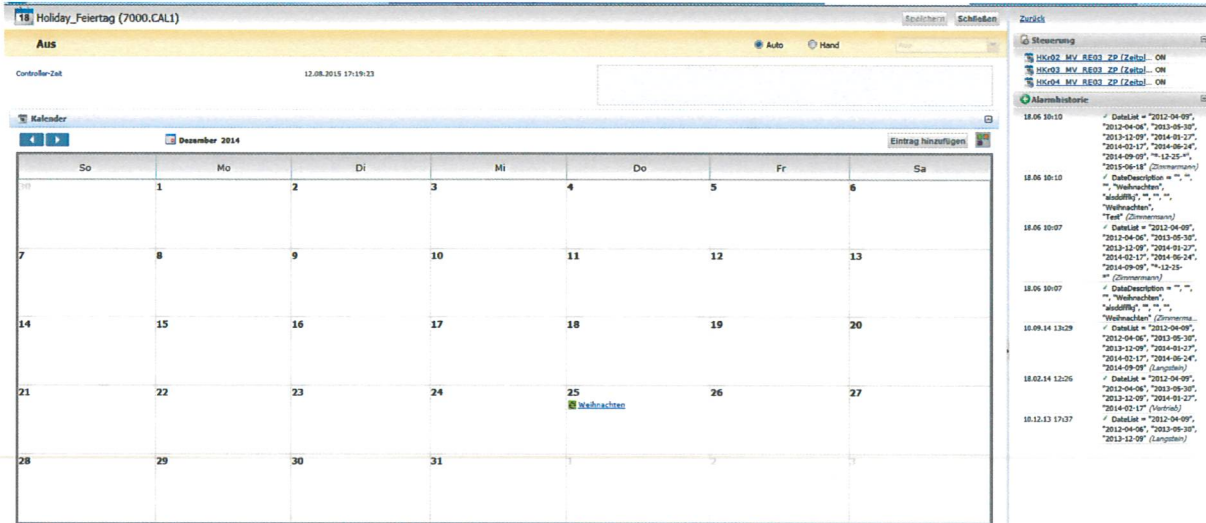 18 Holiday_Feiertag (7000.CAL1)
Speichern Schließen
Aus
Auto Hand
Controller-Zeit 12.08.2015 17:19:23
Kalender
Dezember 2014
Eintrag hinzufügen
So Mo Di Mi Do Fr Sa
30 1 2 3 4 5 6
7 8 9 10 11 12 13
14 15 16 17 18 19 20
21 22 23 24 25 26 27
Weihnachten
28 29 30 31 1 2 3
Zurück
Steuerung
HKr02_MV_RE03_ZP (Zeitpl... ON
HKr03_MV_RE03_ZP (Zeitpl... ON
HKr04_MV_RE03_ZP (Zeitpl... ON
Alarmhistorie
18.06 10:10 ✓ DateList = "2012-04-09",
"2012-04-06", "2013-05-30",
"2013-12-09", "2014-01-27",
"2014-02-17", "2014-06-24",
"2014-09-09", "*-12-25-*",
"2015-06-18" (Zimmermann)
18.06 10:10 ✓ DateDescription = "", "",
"", "Weihnachten",
"", "", "",
"Weihnachten",
"Test" (Zimmermann)
18.06 10:07 ✓ DateList = "2012-04-09",
"2012-04-06", "2013-05-30",
"2013-12-09", "2014-01-27",
"2014-02-17", "2014-06-24",
"2014-09-09", "*-12-25-
*" (Zimmermann)
18.06 10:07 ✓ DateDescription = "", "",
"", "Weihnachten",
"", "", "",
"Weihnachten" (Zimmerma...
10.09.14 13:29 ✓ DateList = "2012-04-09",
"2012-04-06", "2013-05-30",
"2013-12-09", "2014-01-27",
"2014-02-17", "2014-06-24",
"2014-09-09" (Langstein)
18.02.14 12:26 ✓ DateList = "2012-04-09",
"2012-04-06", "2013-05-30",
"2013-12-09", "2014-01-27",
"2014-02-17" (Vertrieb)
10.12.13 17:37 ✓ DateList = "2012-04-09",
"2012-04-06", "2013-05-30",
"2013-12-09" (Langstein)